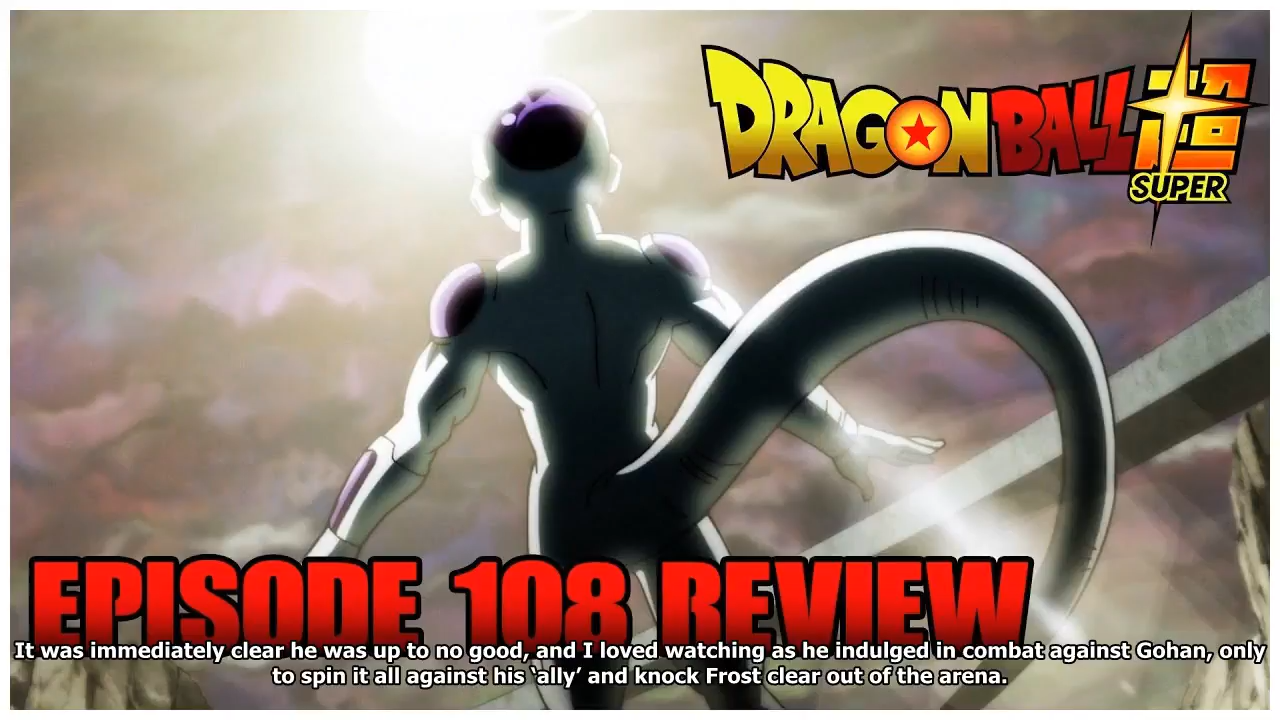 DRAGON BALL 超
SUPER
EPISODE 108 REVIEW
It was immediately clear he was up to no good, and I loved watching as he indulged in combat against Gohan, only
to spin it all against his ‘ally’ and knock Frost clear out of the arena.